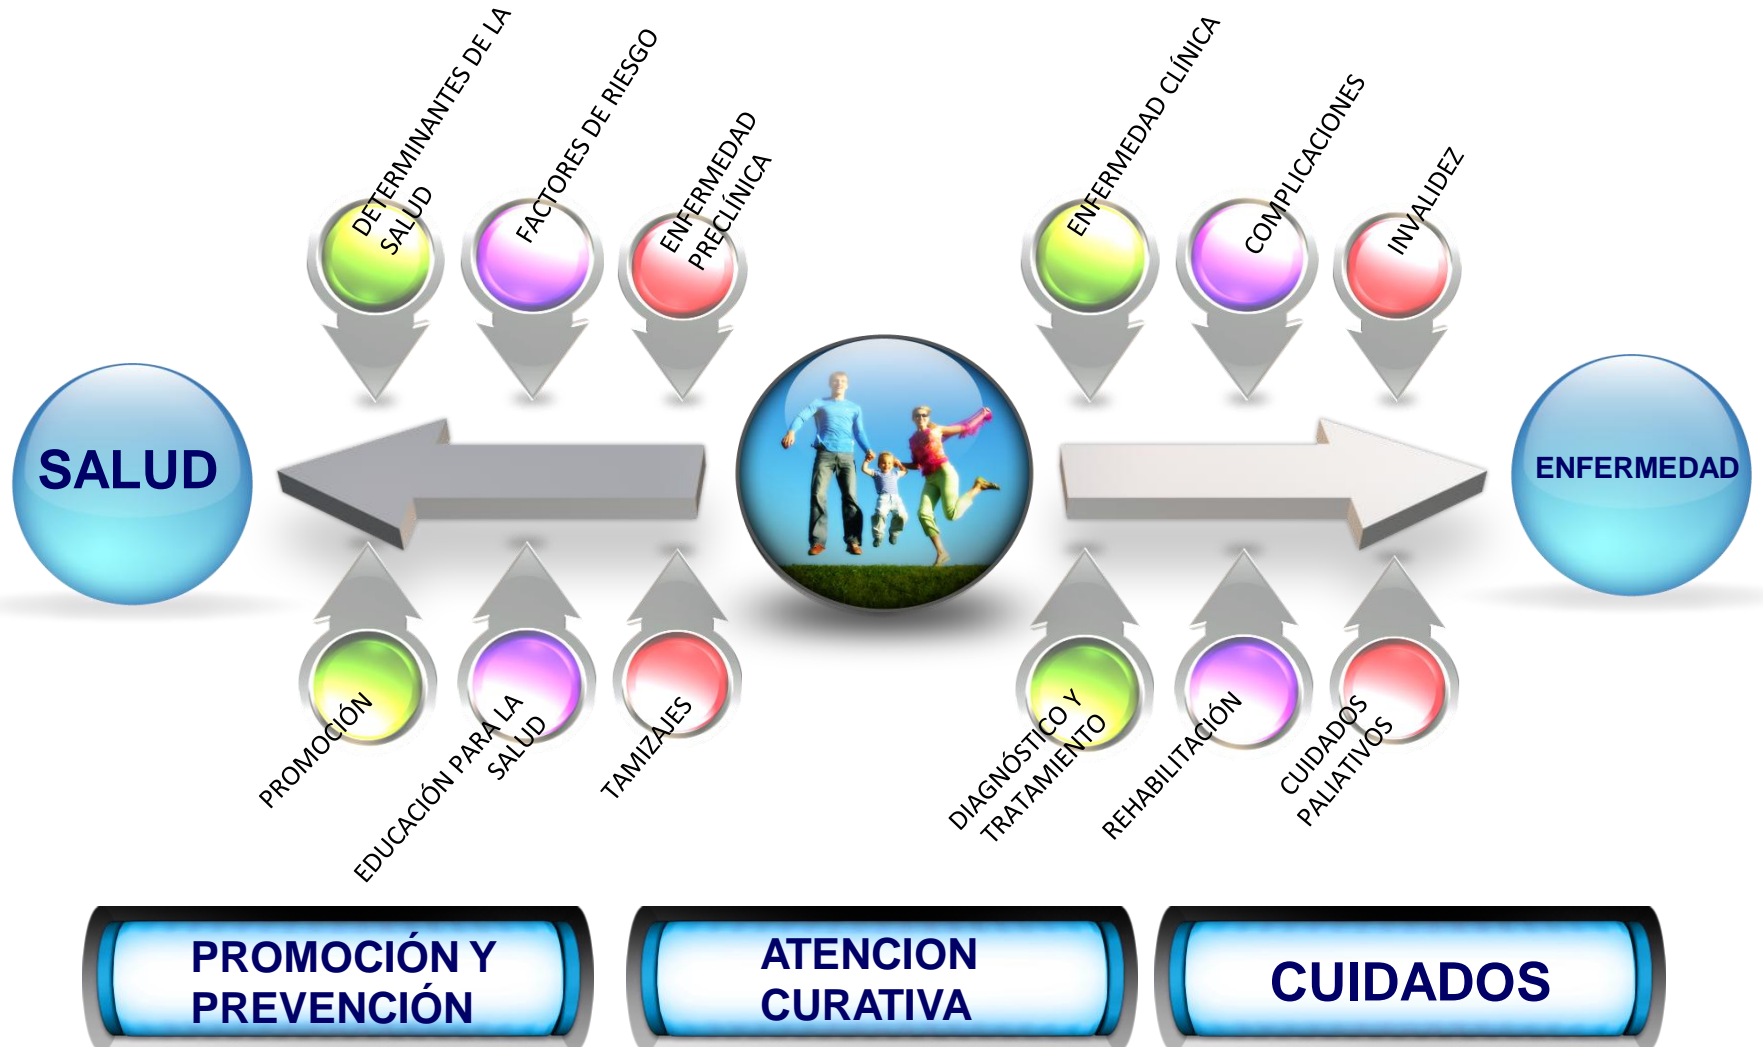 DETERMINANTES DE LA
SALUD
FACTORES DE RIESGO
ENFERMEDAD
PRECLÍNICA
ENFERMEDAD CLÍNICA
COMPLICACIONES
INVALIDEZ
SALUD
ENFERMEDAD
PROMOCIÓN
EDUCACIÓN PARA LA
SALUD
TAMIZAJES
DIAGNÓSTICO Y
TRATAMIENTO
REHABILITACIÓN
CUIDADOS
PALIATIVOS
PROMOCIÓN Y
PREVENCIÓN
ATENCION
CURATIVA
CUIDADOS